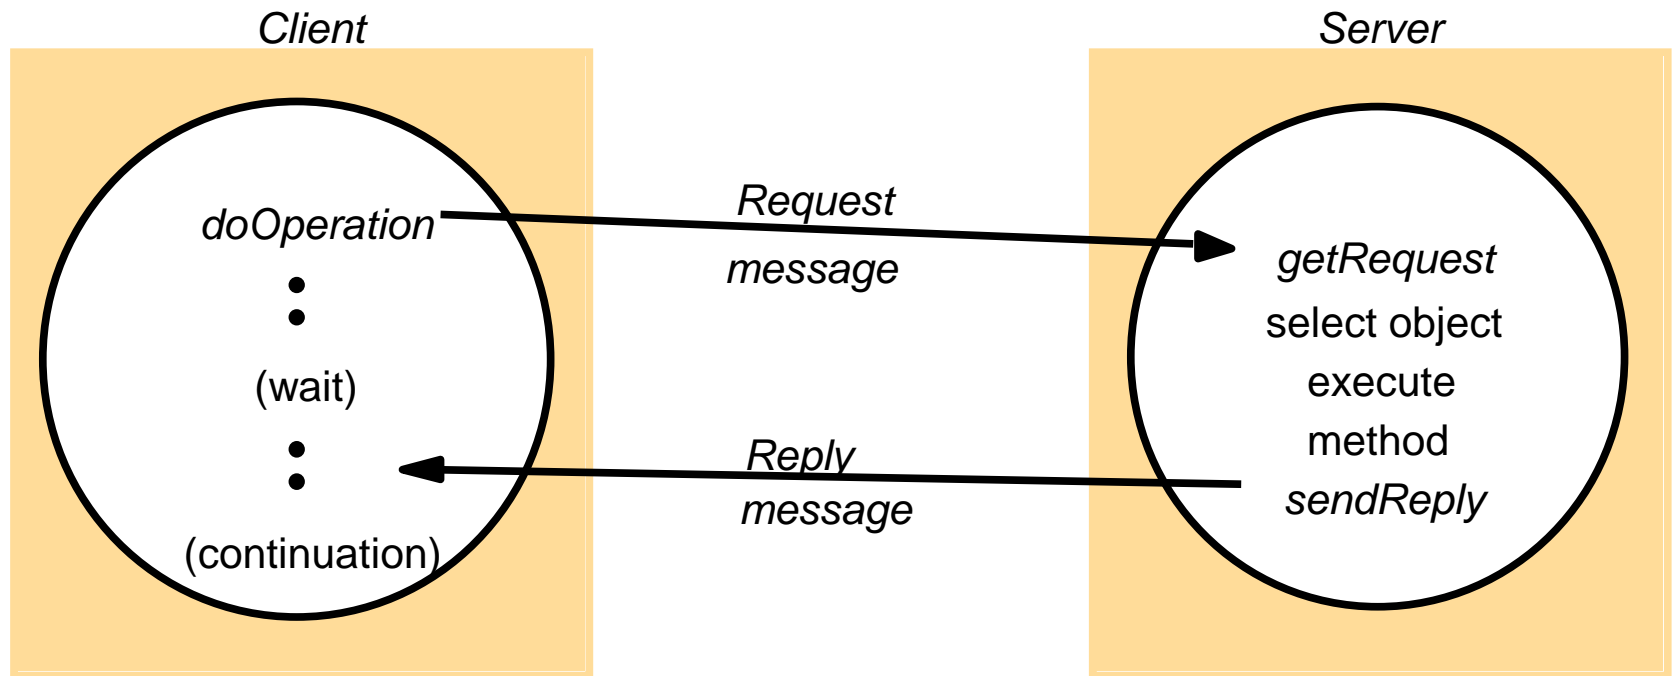 Client
Server
doOperation
(wait)
(continuation)
Request
message
Reply
message
getRequest
select object
execute
method
sendReply